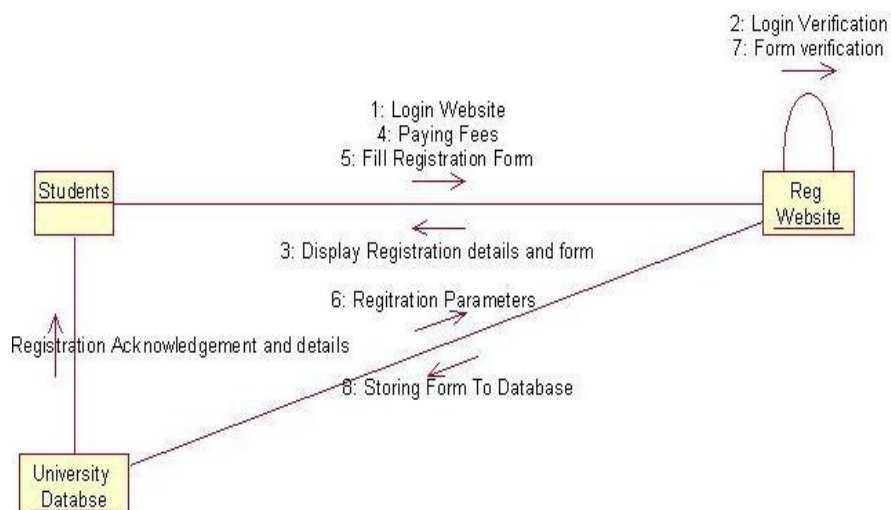 2: Login Verification
7: Form verification
1: Login Website
4: Paying Fees
5: Fill Registration Form
Students
Reg
Website
3: Display Registration details and form
6: Regitration Parameters
Registration Acknowledgement and details
8: Storing Form To Database
University
Databse